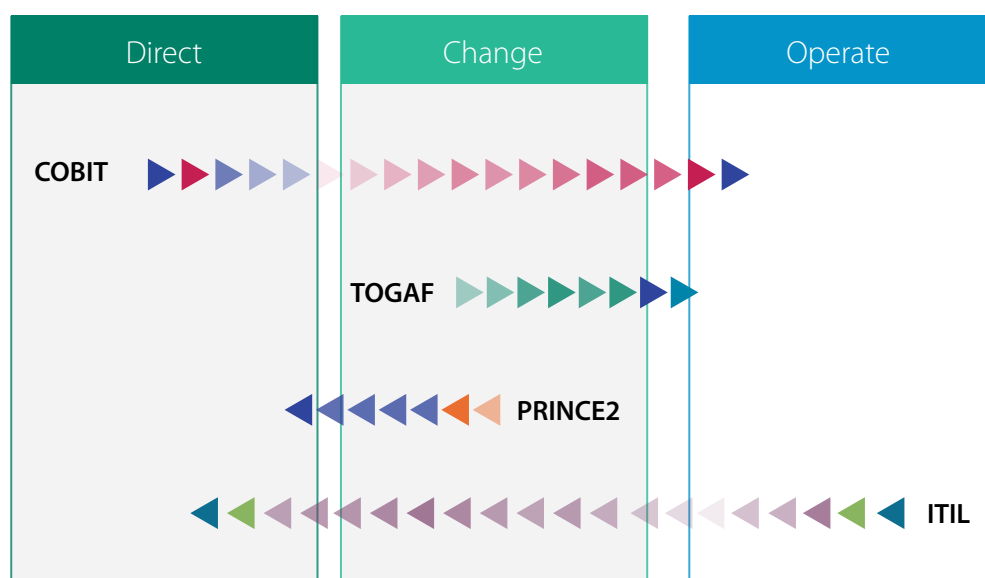 Direct
Change
Operate
COBIT
TOGAF
PRINCE2
ITIL